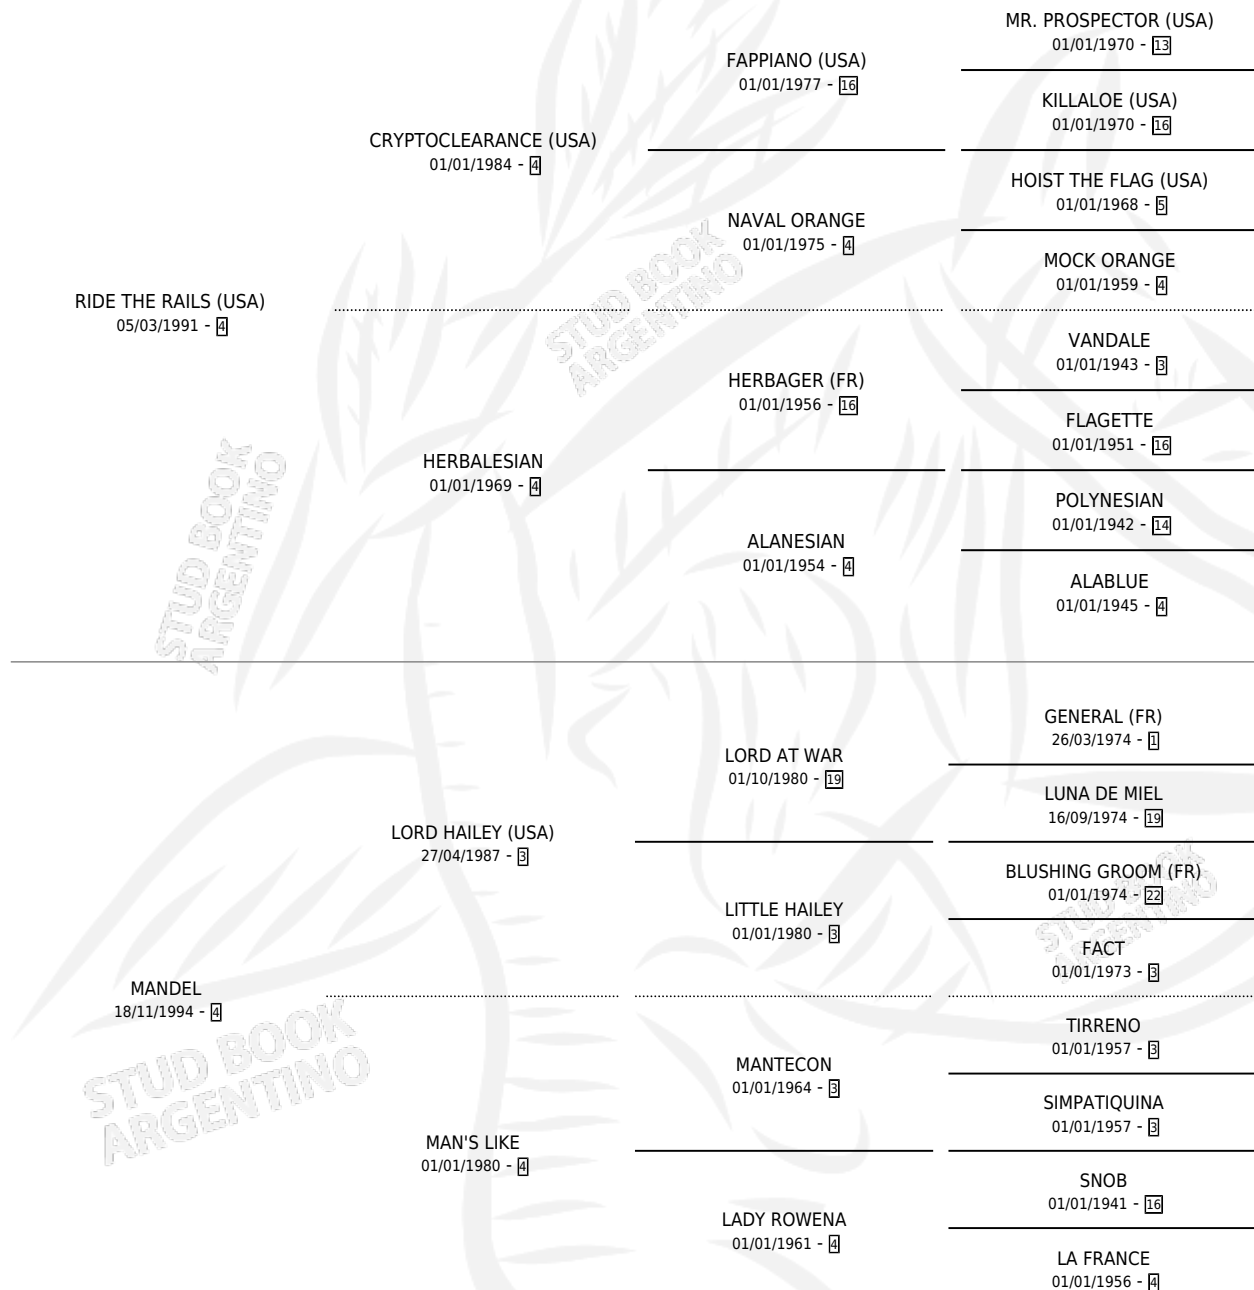 MR. PROSPECTOR (USA)
01/01/1970 - 13
FAPPIANO (USA)
01/01/1977 - 16
KILLALOE (USA)
01/01/1970 - 16
CRYPTOCLEARANCE (USA)
01/01/1984 - 4
HOIST THE FLAG (USA)
01/01/1968 - 5
NAVAL ORANGE
01/01/1975 - 4
MOCK ORANGE
01/01/1959 - 4
RIDE THE RAILS (USA)
05/03/1991 - 4
STUD BOOK
ARGENTINO
VANDALE
01/01/1943 - 3
HERBAGER (FR)
01/01/1956 - 16
FLAGETTE
01/01/1951 - 16
HERBALESIAN
01/01/1969 - 4
POLYNESIAN
01/01/1942 - 14
ALANESIAN
01/01/1954 - 4
ALABLUE
01/01/1945 - 4
STUD BOOK
ARGENTINO
GENERAL (FR)
26/03/1974 - 1
LORD AT WAR
01/10/1980 - 19
LUNA DE MIEL
16/09/1974 - 19
LORD HAILEY (USA)
27/04/1987 - 3
BLUSHING GROOM (FR)
01/01/1974 - 22
STUD BOOK
ARGENTINO
LITTLE HAILEY
01/01/1980 - 3
FACT
01/01/1973 - 3
MANDEL
18/11/1994 - 4
STUD BOOK
ARGENTINO
TIRRENO
01/01/1957 - 3
MANTECON
01/01/1964 - 3
SIMPATIQUINA
01/01/1957 - 3
MAN'S LIKE
01/01/1980 - 4
SNOB
01/01/1941 - 16
LADY ROWENA
01/01/1961 - 4
LA FRANCE
01/01/1956 - 4